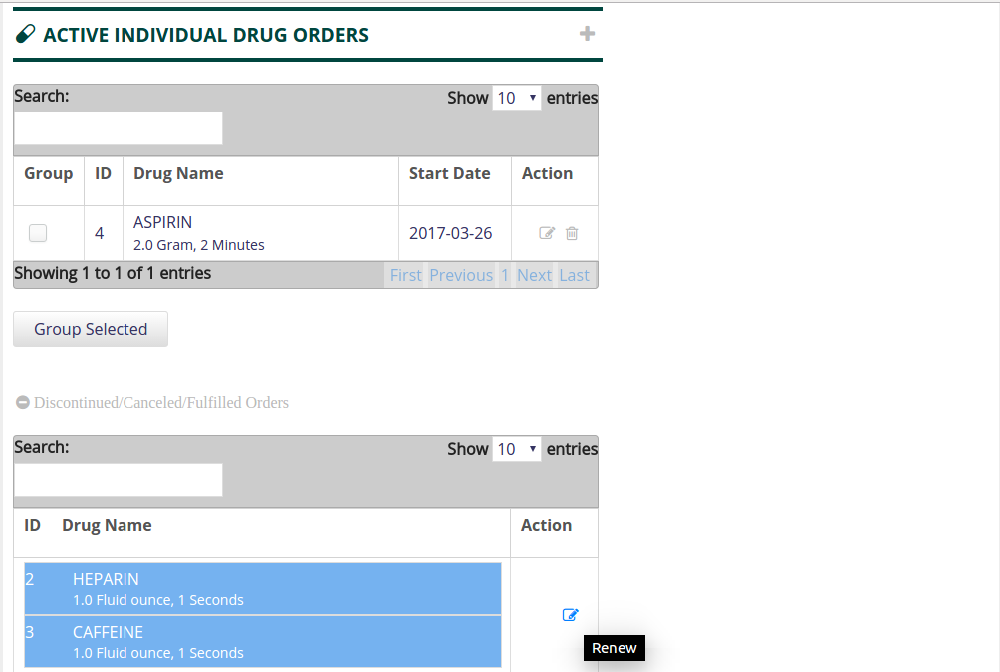 ACTIVE INDIVIDUAL DRUG ORDERS
Search:
Show 10 entries
Group ID Drug Name Start Date Action
4 ASPIRIN 2017-03-26
2.0 Gram, 2 Minutes
Showing 1 to 1 of 1 entries First Previous 1 Next Last
Group Selected
Discontinued/Canceled/Fulfilled Orders
Search:
Show 10 entries
ID Drug Name Action
2 HEPARIN
1.0 Fluid ounce, 1 Seconds
3 CAFFEINE
1.0 Fluid ounce, 1 Seconds
Renew